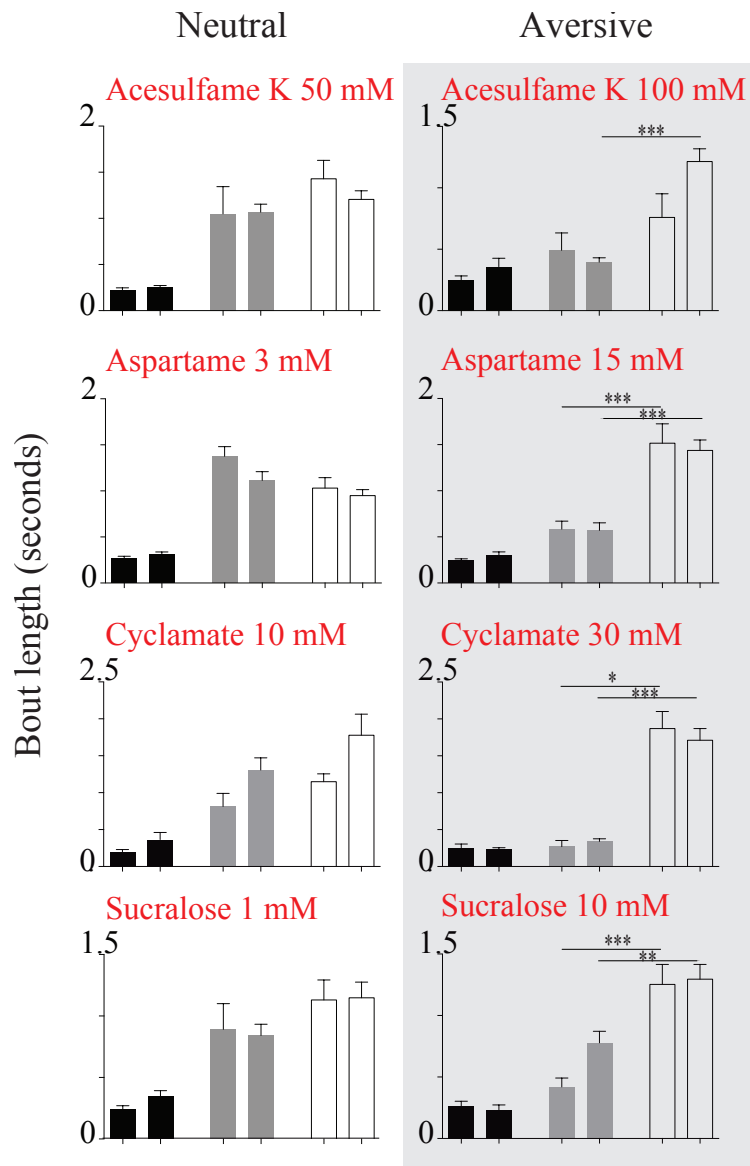 Neutral
Aversive
Bout length (seconds)
Acesulfame K 50 mM
2
0
Acesulfame K 100 mM
1.5
***
0
Aspartame 3 mM
2
0
Aspartame 15 mM
2
***
***
0
Cyclamate 10 mM
2.5
0
Cyclamate 30 mM
2.5
*
***
0
Sucralose 1 mM
1.5
0
Sucralose 10 mM
1.5
***
**
0